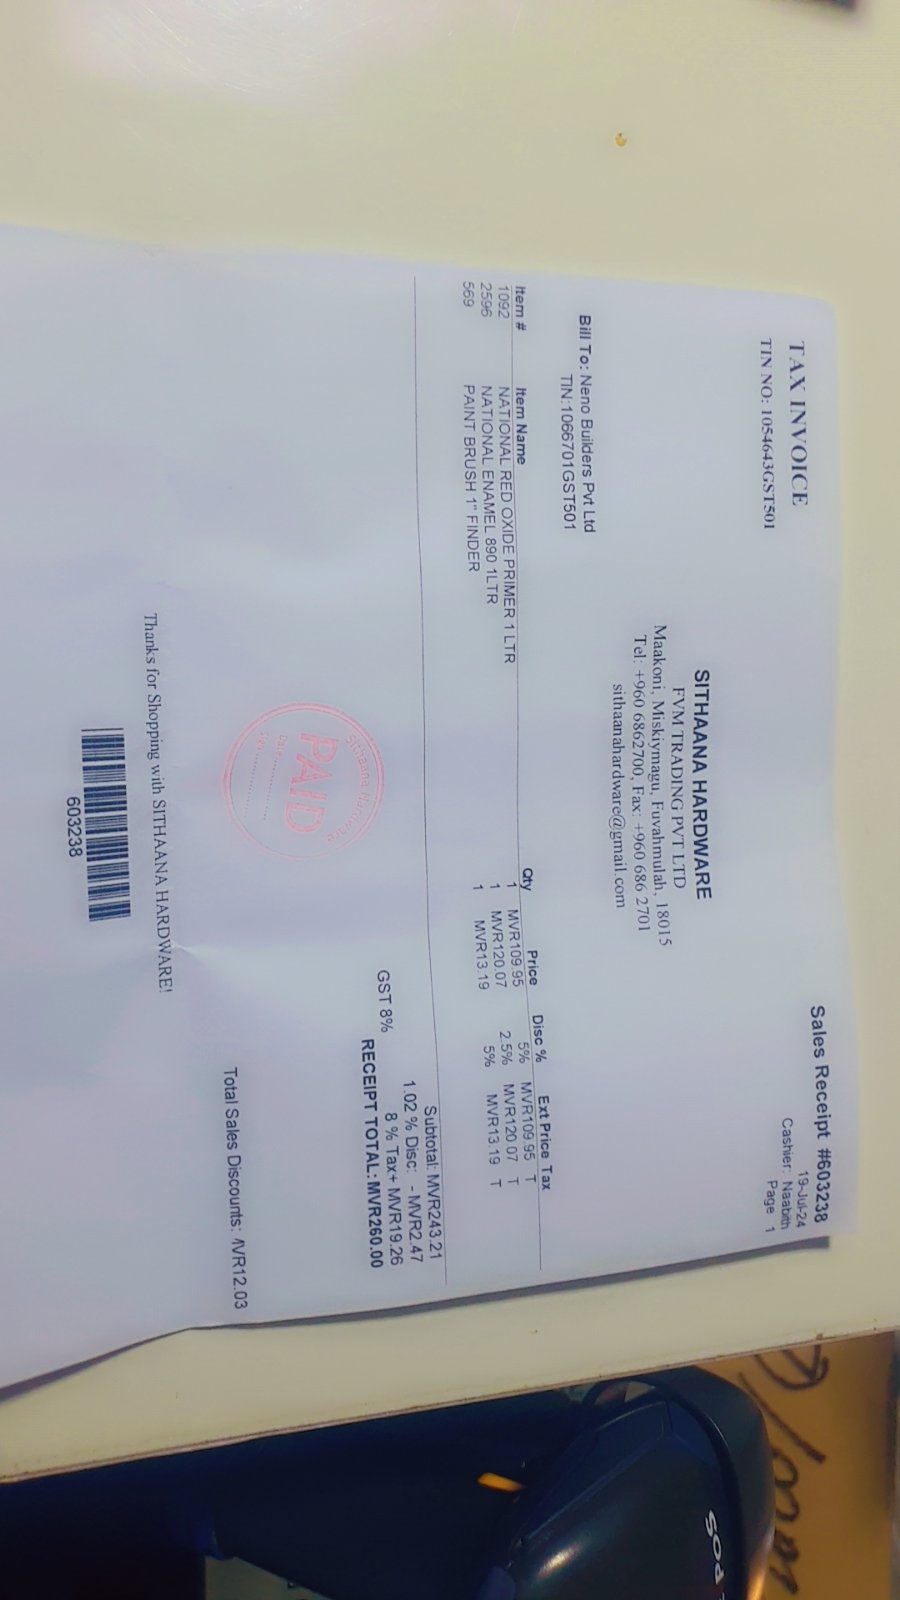 TAX INVOICE
TIN NO: 1054643GST501
Sales Receipt #603238
19-Jul-24
Cashier: Naabith
Page 1
SITHAANA HARDWARE
FVM TRADING PVT LTD
Maakoni, Miskiymagu, Fuvahmulah, 18015
Tel: +960 6862700, Fax: +960 686 2701
sithaanahardware@gmail.com
Bill To: Neno Builders Pvt Ltd
TIN:1066701GST501
Item # Item Name Qty Price Disc % Ext Price Tax
1092 NATIONAL RED OXIDE PRIMER 1 LTR 1 MVR109.95 5% MVR109.95 T
2596 NATIONAL ENAMEL 890 1LTR 1 MVR120.07 2.5% MVR120.07 T
569 PAINT BRUSH 1" FINDER 1 MVR13.19 5% MVR13.19 T
Subtotal: MVR243.21
1.02 % Disc: - MVR2.47
GST 8% 8 % Tax+ MVR19.26
RECEIPT TOTAL: MVR260.00
Sithaana Hardware
PAID
Date
Total Sales Discounts: MVR12.03
Thanks for Shopping with SITHAANA HARDWARE!
603238
POS